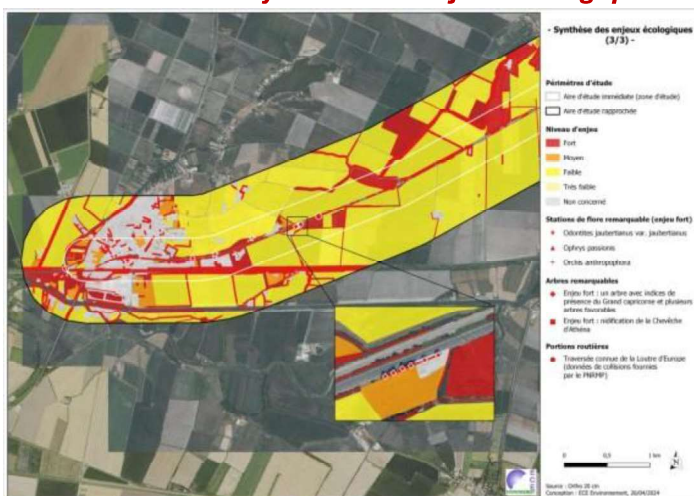 - Synthèse des enjeux écologiques
(3/3) -
Périmètres d'étude
Aire d'étude immédiate (zone d'étude)
Aire d'étude rapprochée
Niveau d'enjeu
Fort
Moyen
Faible
Très faible
Non concerné
Stations de flore remarquable (enjeu fort)
Odontites jaubertianus var. jaubertianus
Ophrys passionis
Orchis anthropophora
Arbres remarquables
Enjeu fort : un arbre avec indices de
présence du Grand capricorne et plusieurs
arbres favorables
Enjeu fort : nidification de la Chevêche
d'Athéna
Portions routières
Traversée connue de la Loutre d'Europe
(données de collisions fournies
par le PNRMP)
0 0,5 1 km
Source : Ortho 20 cm
Conception : ECE Environnement, 26/04/2024